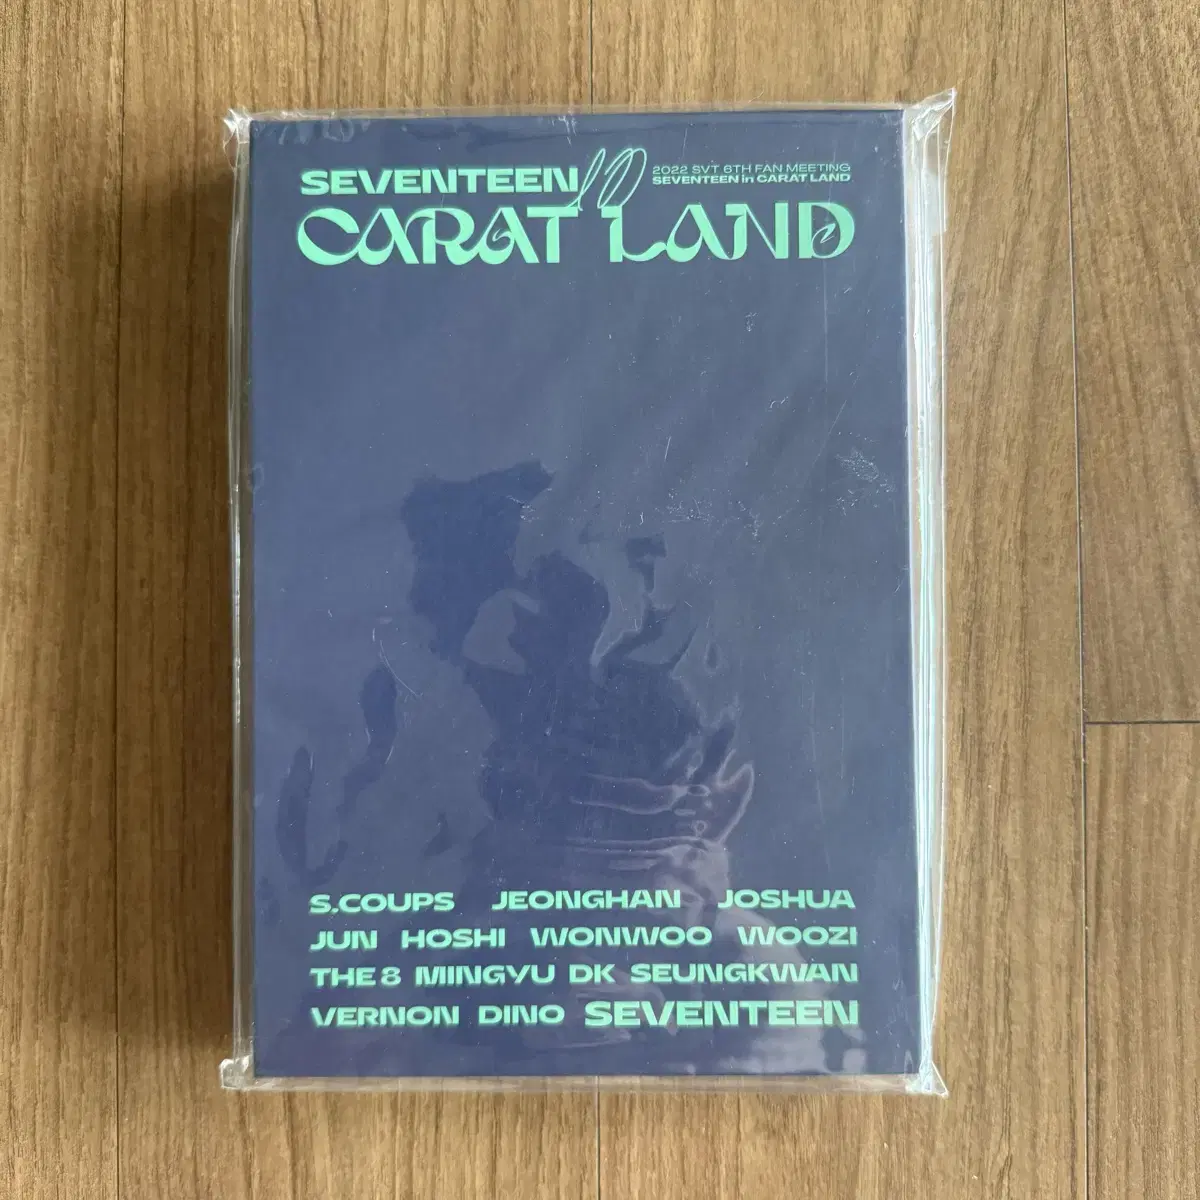 SEVENTEEN
2022 SVT 6TH FAN MEETING
SEVENTEEN in CARAT LAND
CARAT LAND
S.COUPS JEONGHAN JOSHUA
JUN HOSHI WONWOO WOOZI
THE 8 MINGYU DK SEUNGKWAN
VERNON DINO SEVENTEEN